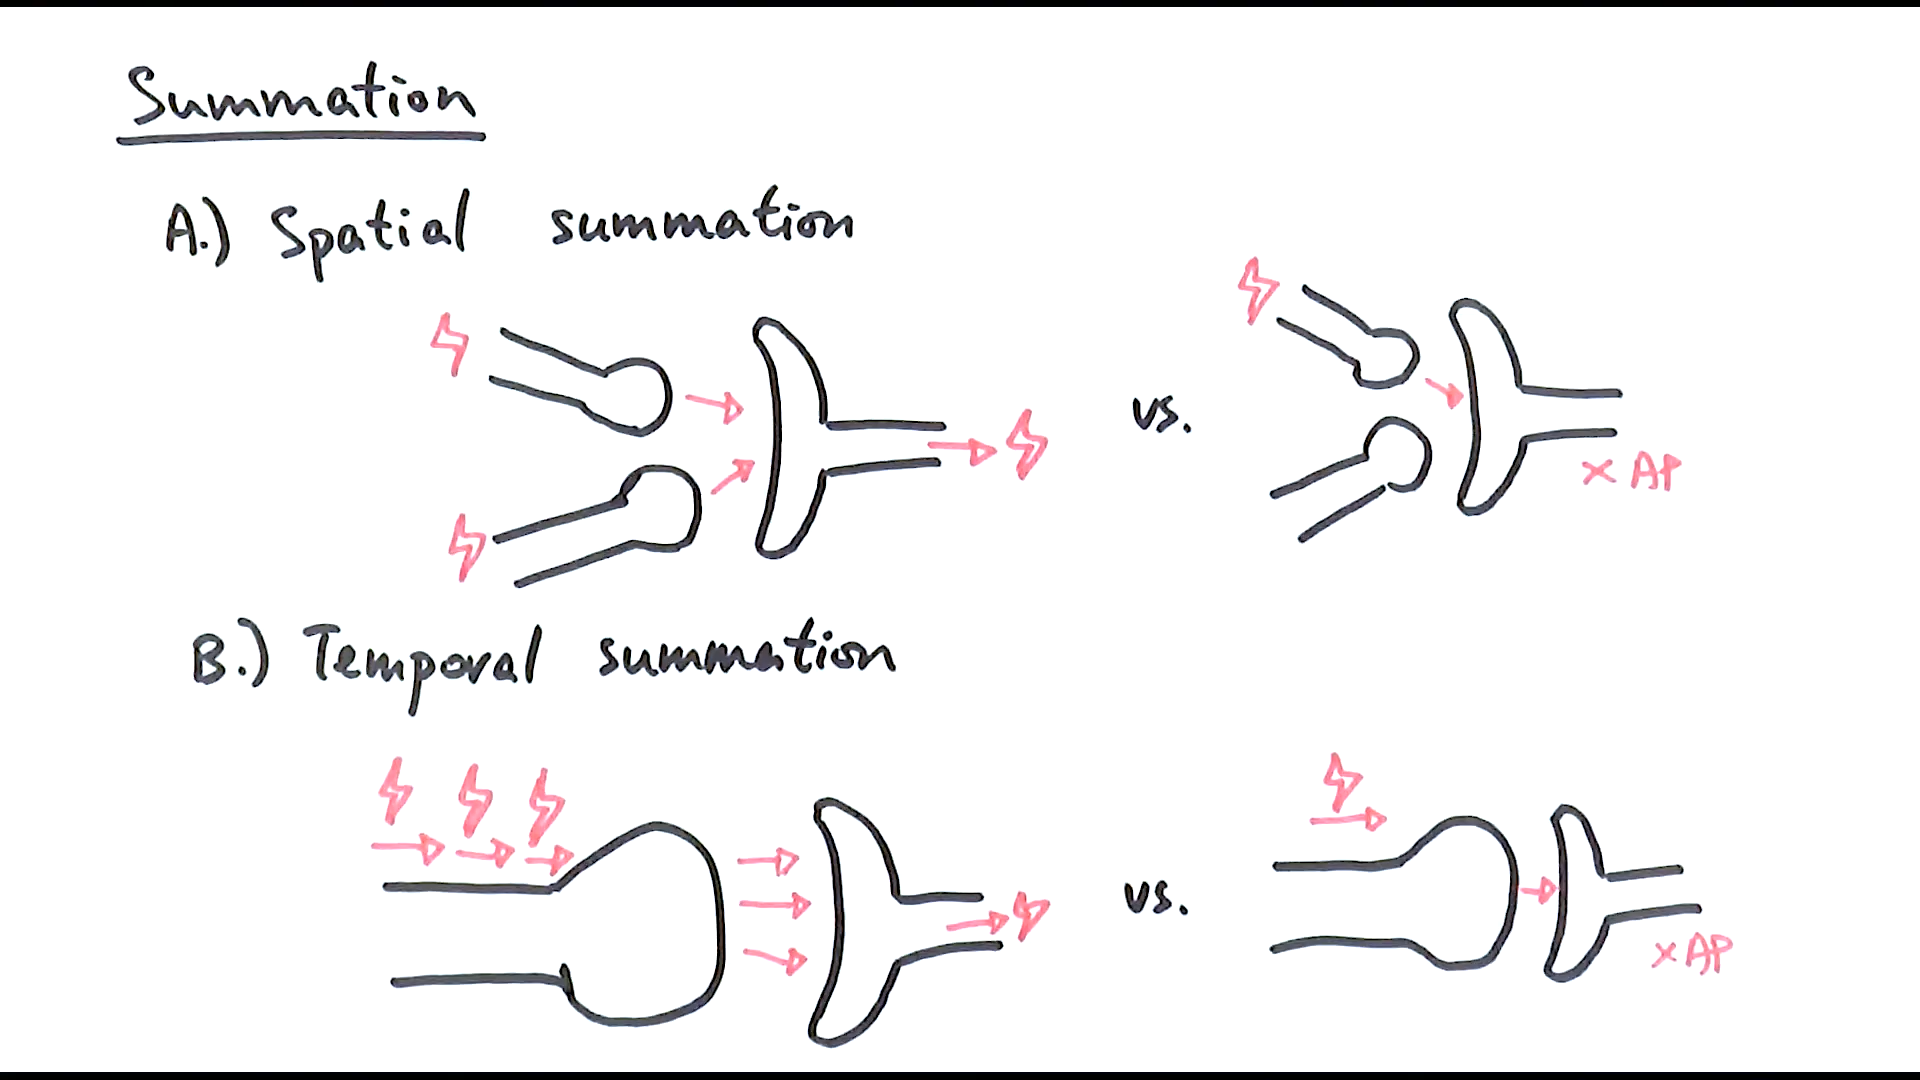 Summation
A.) Spatial summation
vs.
× AP
B.) Temporal summation
vs.
× AP